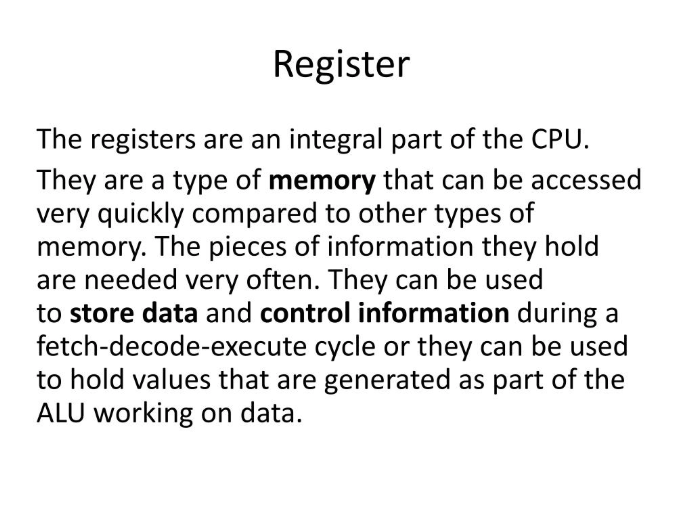 Register
The registers are an integral part of the CPU.
They are a type of memory that can be accessed
very quickly compared to other types of
memory. The pieces of information they hold
are needed very often. They can be used
to store data and control information during a
fetch-decode-execute cycle or they can be used
to hold values that are generated as part of the
ALU working on data.